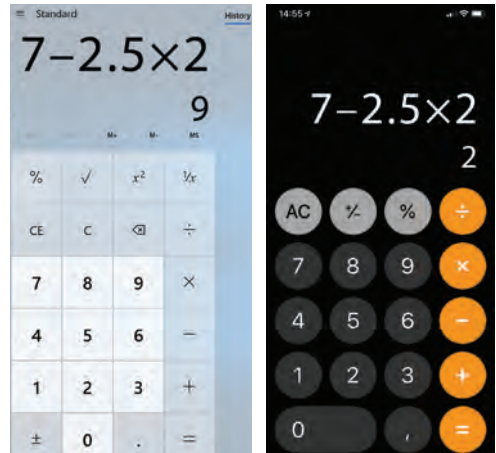 Standard
History
7–2.5×2
9
M+ M- MS
% √ x² ¹/x
CE C ⌫ ÷
7 8 9 ×
4 5 6 −
1 2 3 +
± 0 . =
14:55
7–2.5×2
2
AC +/- % ÷
7 8 9 ×
4 5 6 −
1 2 3 +
0 , =